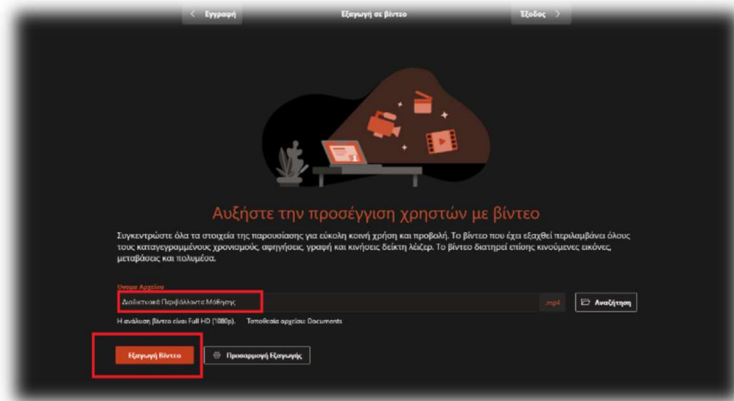 Εγγραφή
Εξαγωγή σε βίντεο
Έξοδος
Αυξήστε την προσέγγιση χρηστών με βίντεο
Συγκεντρώστε όλα τα στοιχεία της παρουσίασης για εύκολη κοινή χρήση και προβολή. Το βίντεο που έχει εξαχθεί περιλαμβάνει όλους
τους καταγεγραμμένους χρονισμούς, αφηγήσεις, γραφή και κινήσεις δείκτη λέιζερ. Το βίντεο διατηρεί επίσης κινούμενες εικόνες,
μεταβάσεις και πολυμέσα.
Όνομα Αρχείου
Διαδικτυακά Περιβάλλοντα Μάθησης
.mp4
Αναζήτηση
Η ανάλυση βίντεο είναι Full HD (1080p). Τοποθεσία αρχείου: Documents
Εξαγωγή Βίντεο
Προσαρμογή Εξαγωγής